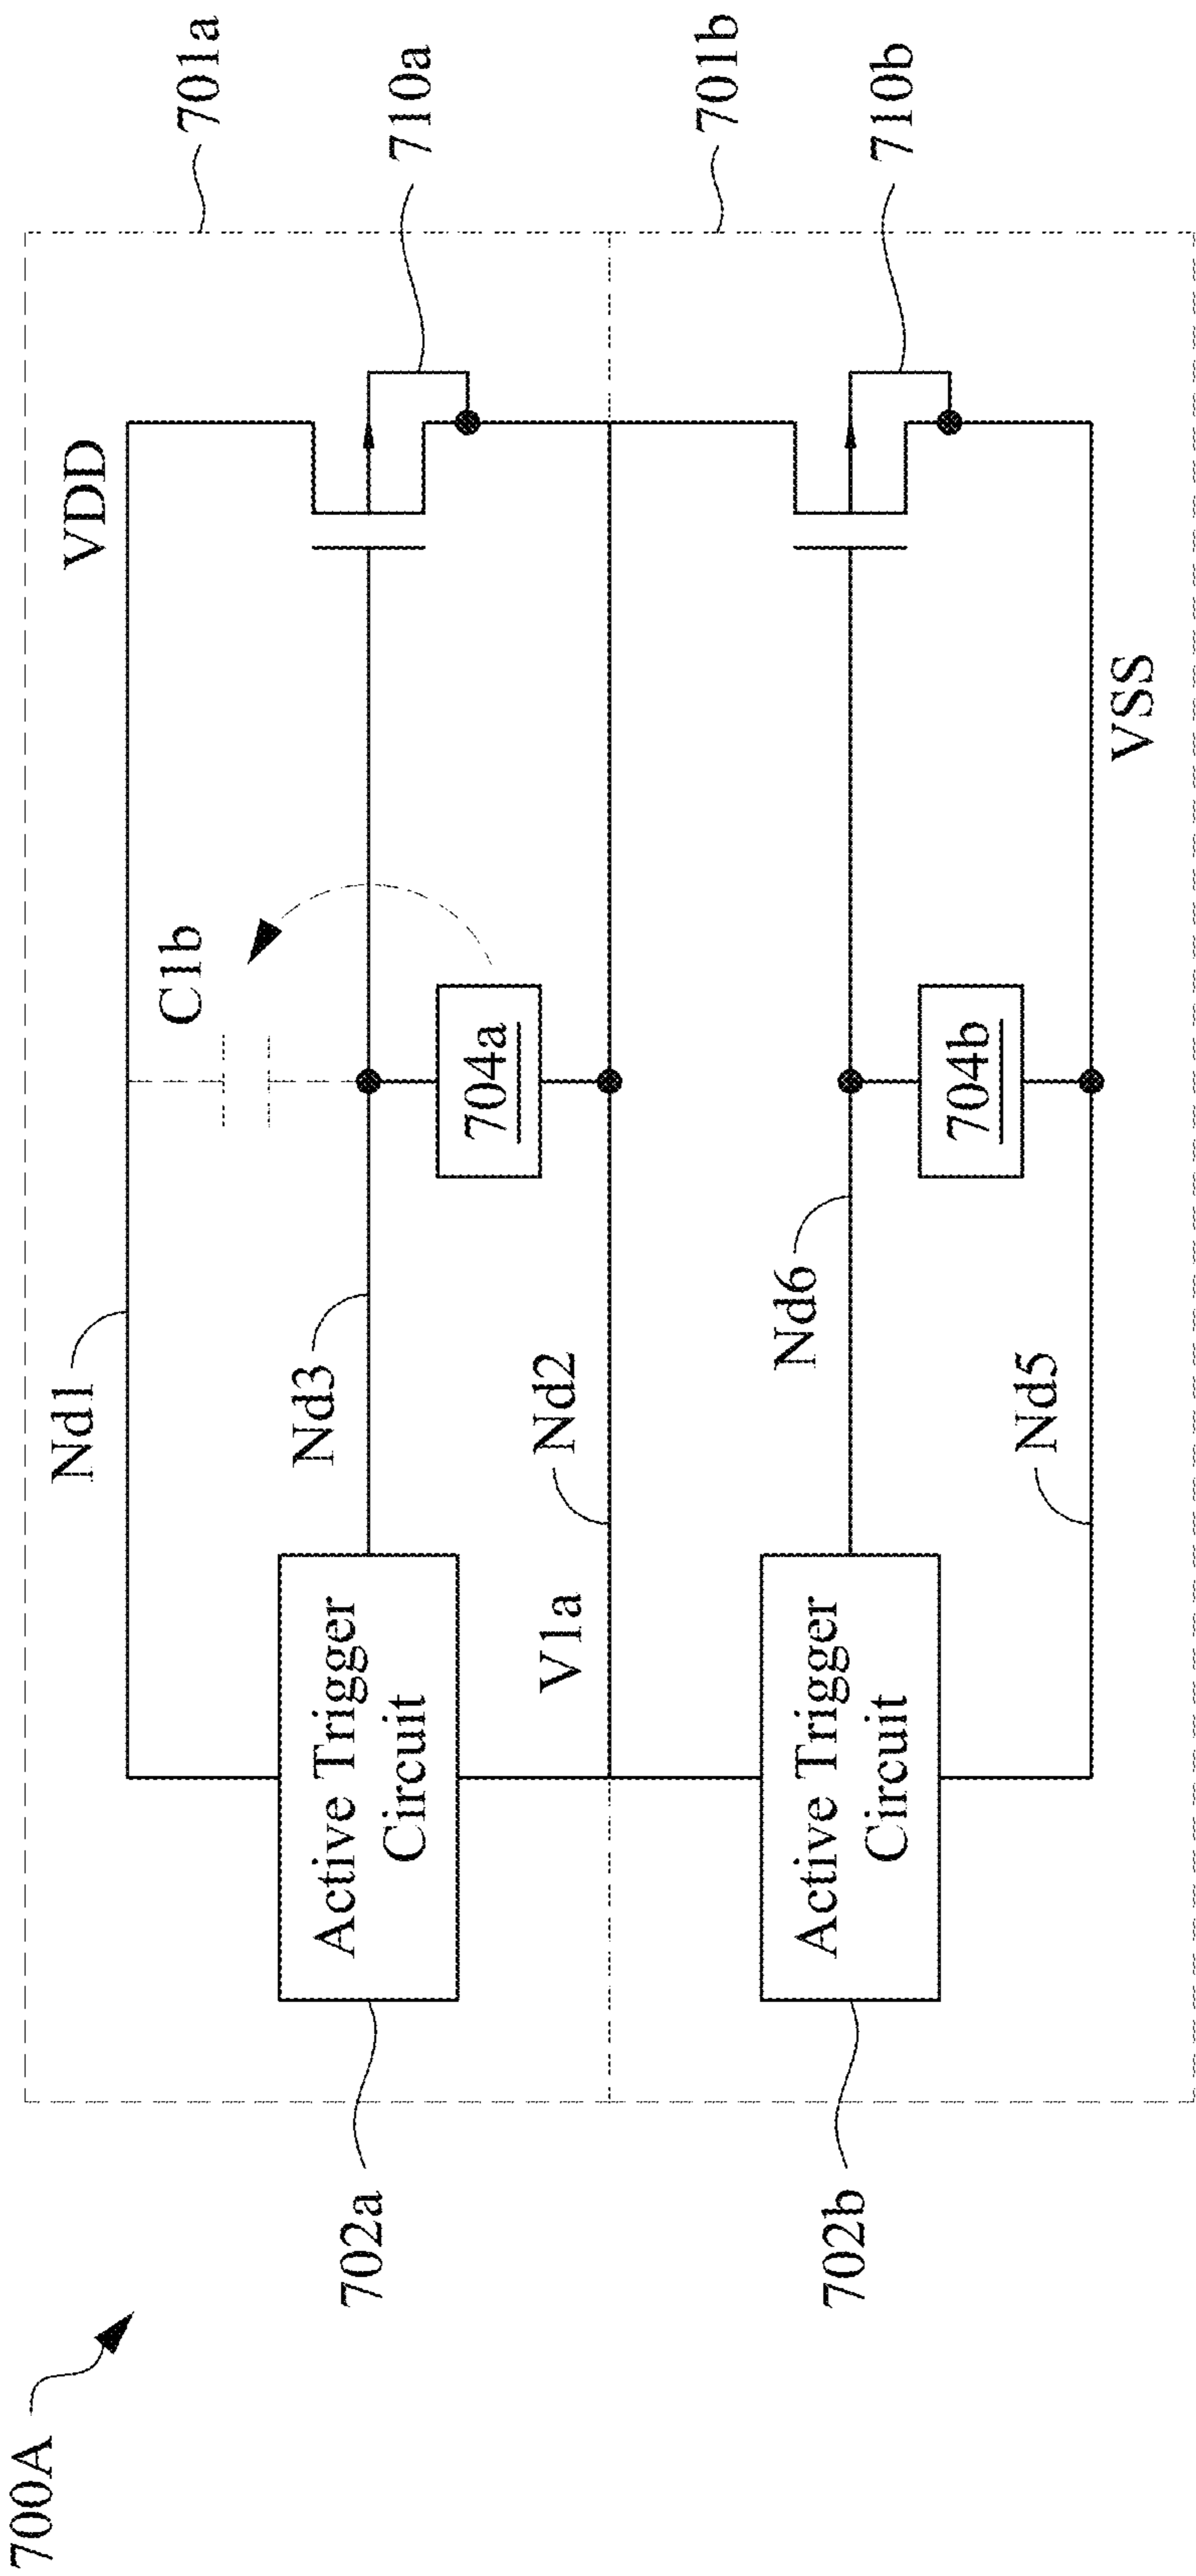 700A
702a
702b
Active Trigger
Circuit
Active Trigger
Circuit
Nd1
Nd3
V1a
Nd2
Nd6
Nd5
C1b
704a
704b
VDD
VSS
701a
710a
701b
710b